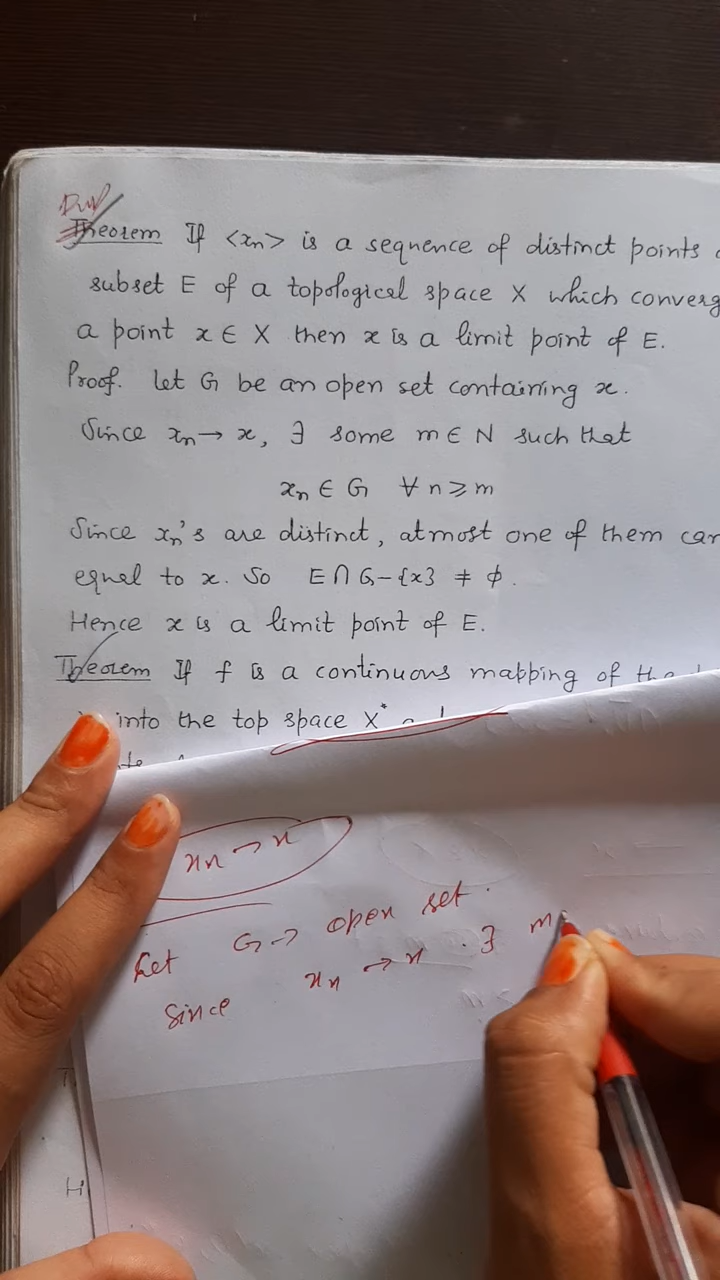 Theorem If <xn> is a sequence of distinct points
subset E of a topological space X which converg
a point x ∈ X then x is a limit point of E.
Proof. let G be an open set containing x.
Since xn → x, ∃ some m ∈ N such that
xn ∈ G ∀ n ≥ m
Since xn's are distinct, atmost one of them can
equal to x. So E ∩ G - {x} ≠ ϕ.
Hence x is a limit point of E.
Theorem If f is a continuous mapping of the
into the top space X*
xn → x
Let G → open set.
Since xn → x . ∃ m
H